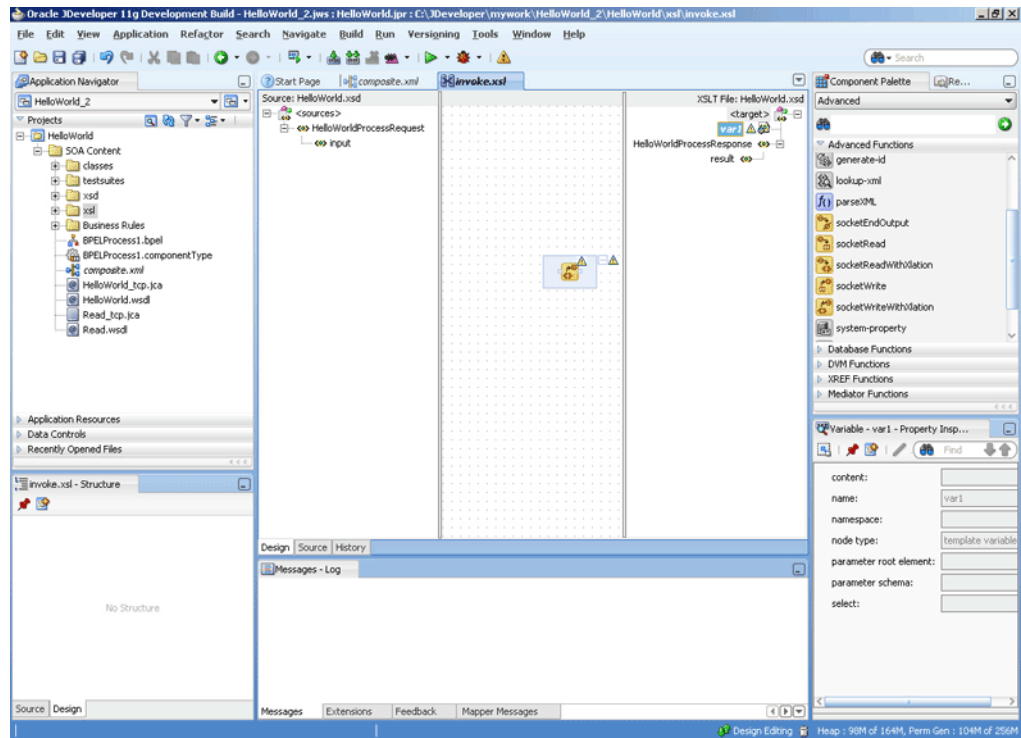 Oracle JDeveloper 11g Development Build - HelloWorld_2.jws : HelloWorld.jpr : C:\JDeveloper\mywork\HelloWorld_2\HelloWorld\xsl\invoke.xsl
File Edit View Application Refactor Search Navigate Build Run Versioning Tools Window Help
Search
Application Navigator
HelloWorld_2
Projects
HelloWorld
SOA Content
classes
testsuites
xsd
xsl
Business Rules
BPELProcess1.bpel
BPELProcess1.componentType
composite.xml
HelloWorld_tcp.jca
HelloWorld.wsdl
Read_tcp.jca
Read.wsdl
Application Resources
Data Controls
Recently Opened Files
invoke.xsl - Structure
No Structure
Source Design
Start Page composite.xml invoke.xsl
Source: HelloWorld.xsd
<sources>
HelloWorldProcessRequest
input
XSLT File: HelloWorld.xsd
<target>
var1
HelloWorldProcessResponse
result
Design Source History
Messages - Log
Messages Extensions Feedback Mapper Messages
Component Palette Re...
Advanced
Advanced Functions
generate-id
lookup-xml
parseXML
socketEndOutput
socketRead
socketReadWithXlation
socketWrite
socketWriteWithXlation
system-property
Database Functions
DVM Functions
XREF Functions
Mediator Functions
Variable - var1 - Property Insp...
Find
content:
name: var1
namespace:
node type: template variable
parameter root element:
parameter schema:
select:
Design Editing Heap : 98M of 164M, Perm Gen : 104M of 256M